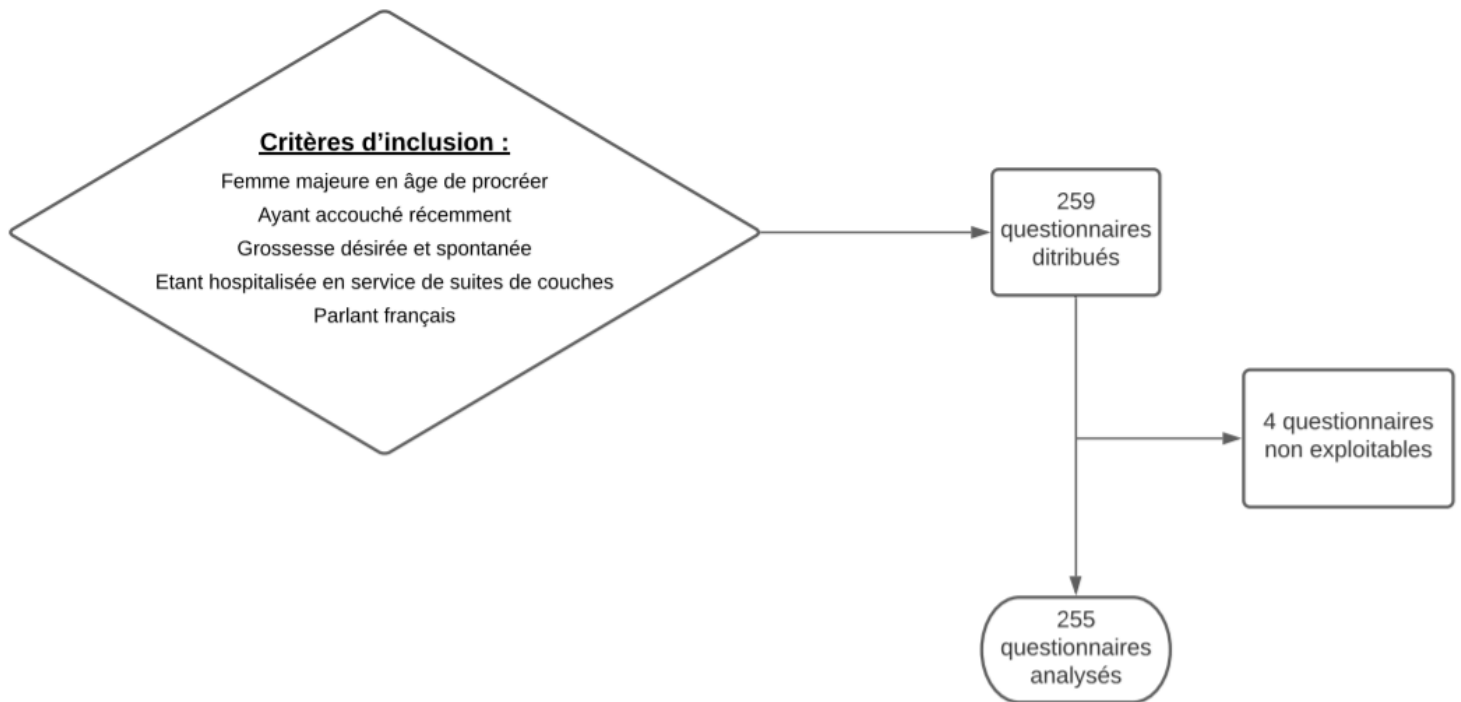 Critères d'inclusion :
Femme majeure en âge de procréer
Ayant accouché récemment
Grossesse désirée et spontanée
Etant hospitalisée en service de suites de couches
Parlant français
259
questionnaires
ditribués
4 questionnaires
non exploitables
255
questionnaires
analysés